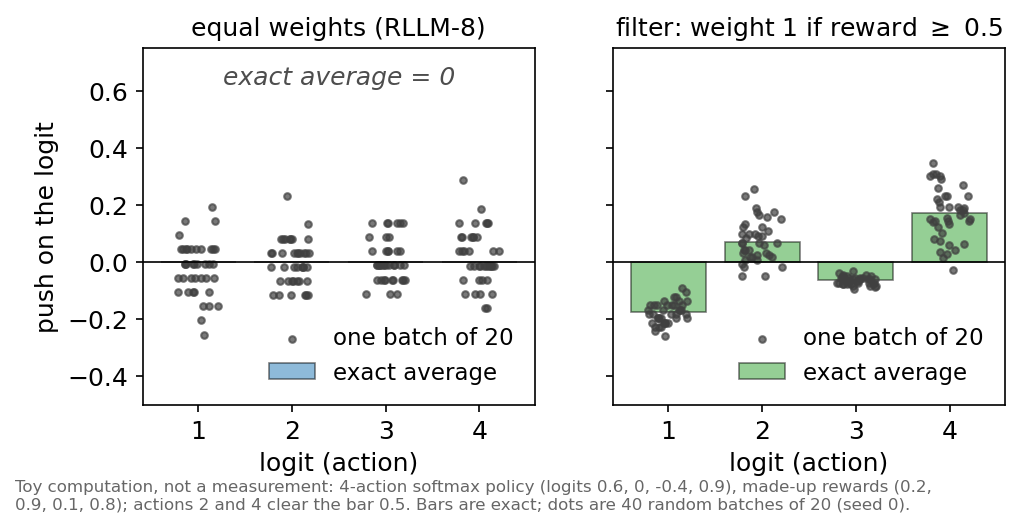 equal weights (RLLM-8)
filter: weight 1 if reward ≥ 0.5
exact average = 0
push on the logit
0.6
0.4
0.2
0.0
−0.2
−0.4
one batch of 20
exact average
one batch of 20
exact average
1 2 3 4
1 2 3 4
logit (action)
logit (action)
Toy computation, not a measurement: 4-action softmax policy (logits 0.6, 0, -0.4, 0.9), made-up rewards (0.2,
0.9, 0.1, 0.8); actions 2 and 4 clear the bar 0.5. Bars are exact; dots are 40 random batches of 20 (seed 0).